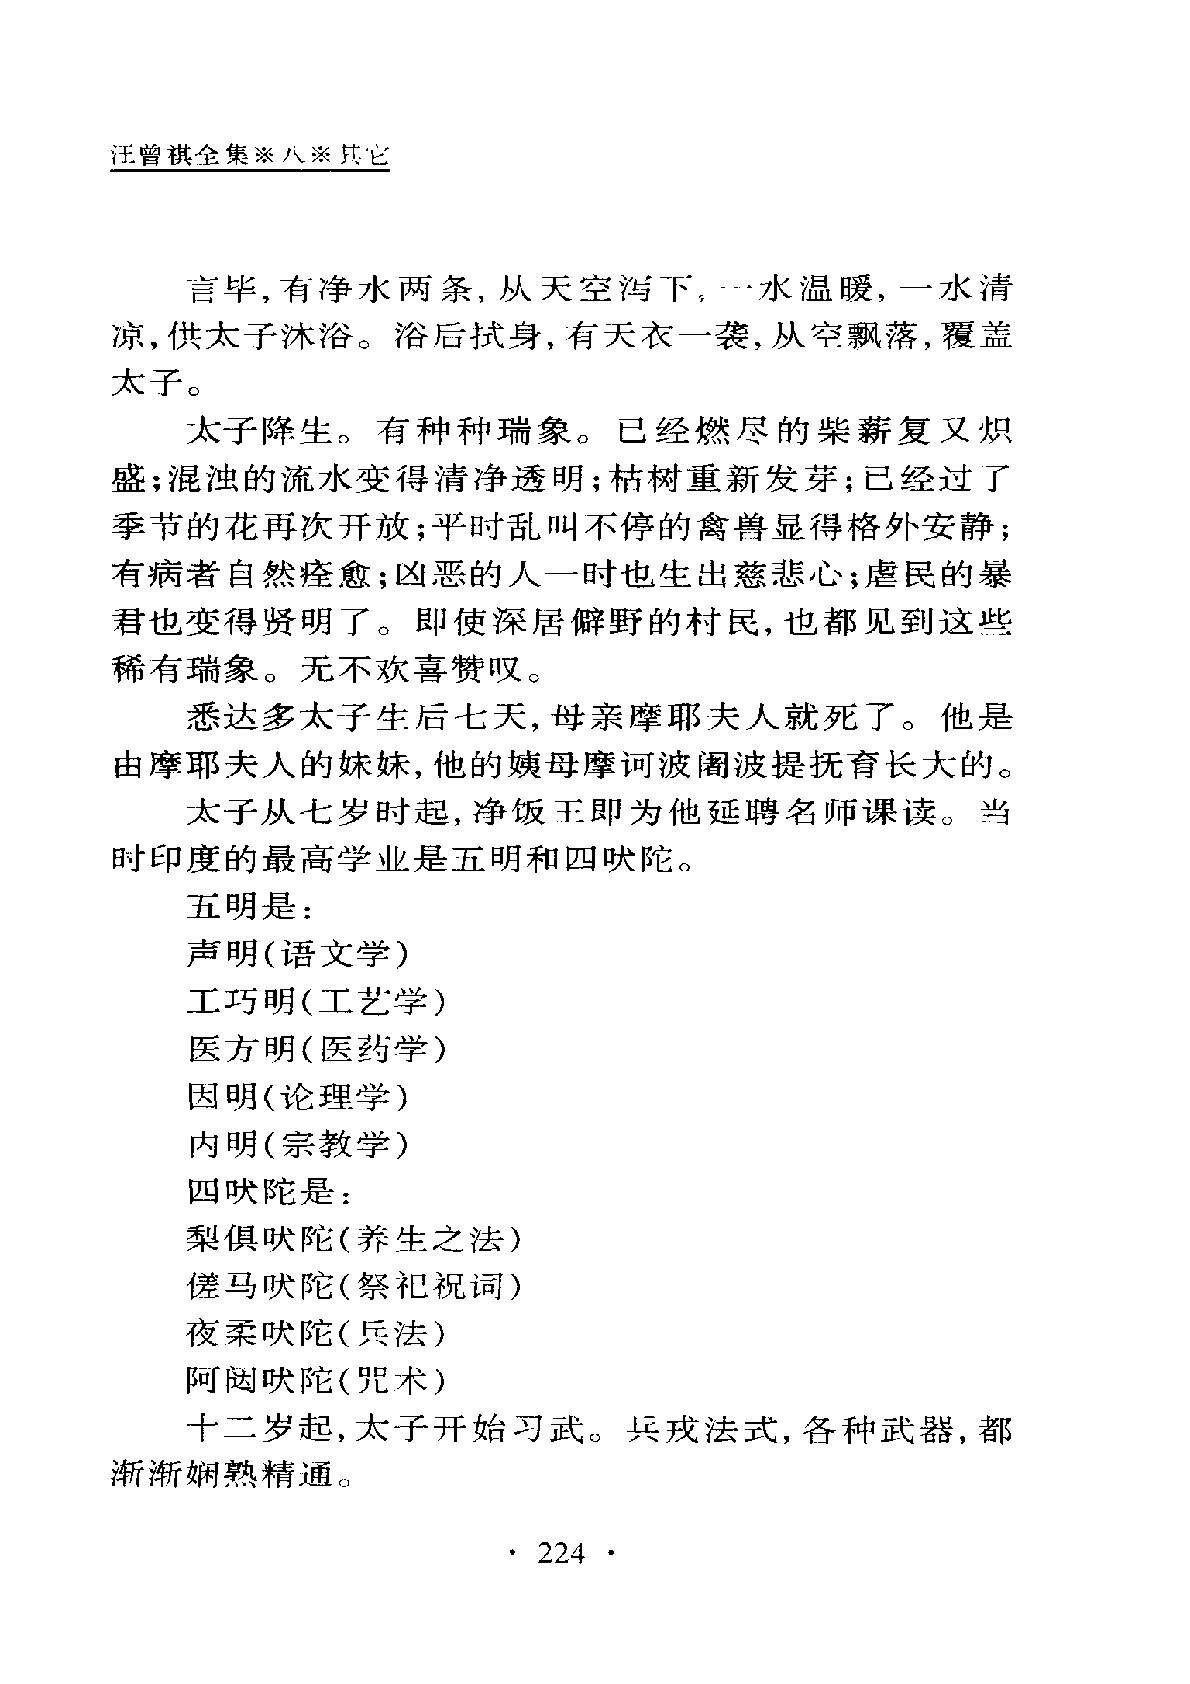 汪曾祺全集※八※其它
言毕,有净水两条,从天空泻下,一水温暖,一水清
凉,供太子沐浴。浴后拭身,有天衣一袭,从空飘落,覆盖
太子。
太子降生。有种种瑞象。已经燃尽的柴薪复又炽
盛;混浊的流水变得清净透明;枯树重新发芽;已经过了
季节的花再次开放;平时乱叫不停的禽兽显得格外安静;
有病者自然痊愈;凶恶的人一时也生出慈悲心;虐民的暴
君也变得贤明了。即使深居僻野的村民,也都见到这些
稀有瑞象。无不欢喜赞叹。
悉达多太子生后七天,母亲摩耶夫人就死了。他是
由摩耶夫人的妹妹,他的姨母摩诃波阇波提抚育长大的。
太子从七岁时起,净饭王即为他延聘名师课读。当
时印度的最高学业是五明和四吠陀。
五明是:
声明(语文学)
工巧明(工艺学)
医方明(医药学)
因明(论理学)
内明(宗教学)
四吠陀是:
梨俱吠陀(养生之法)
傞马吠陀(祭祀祝词)
夜柔吠陀(兵法)
阿闼吠陀(咒术)
十二岁起,太子开始习武。兵戎法式,各种武器,都
渐渐娴熟精通。
· 224 ·